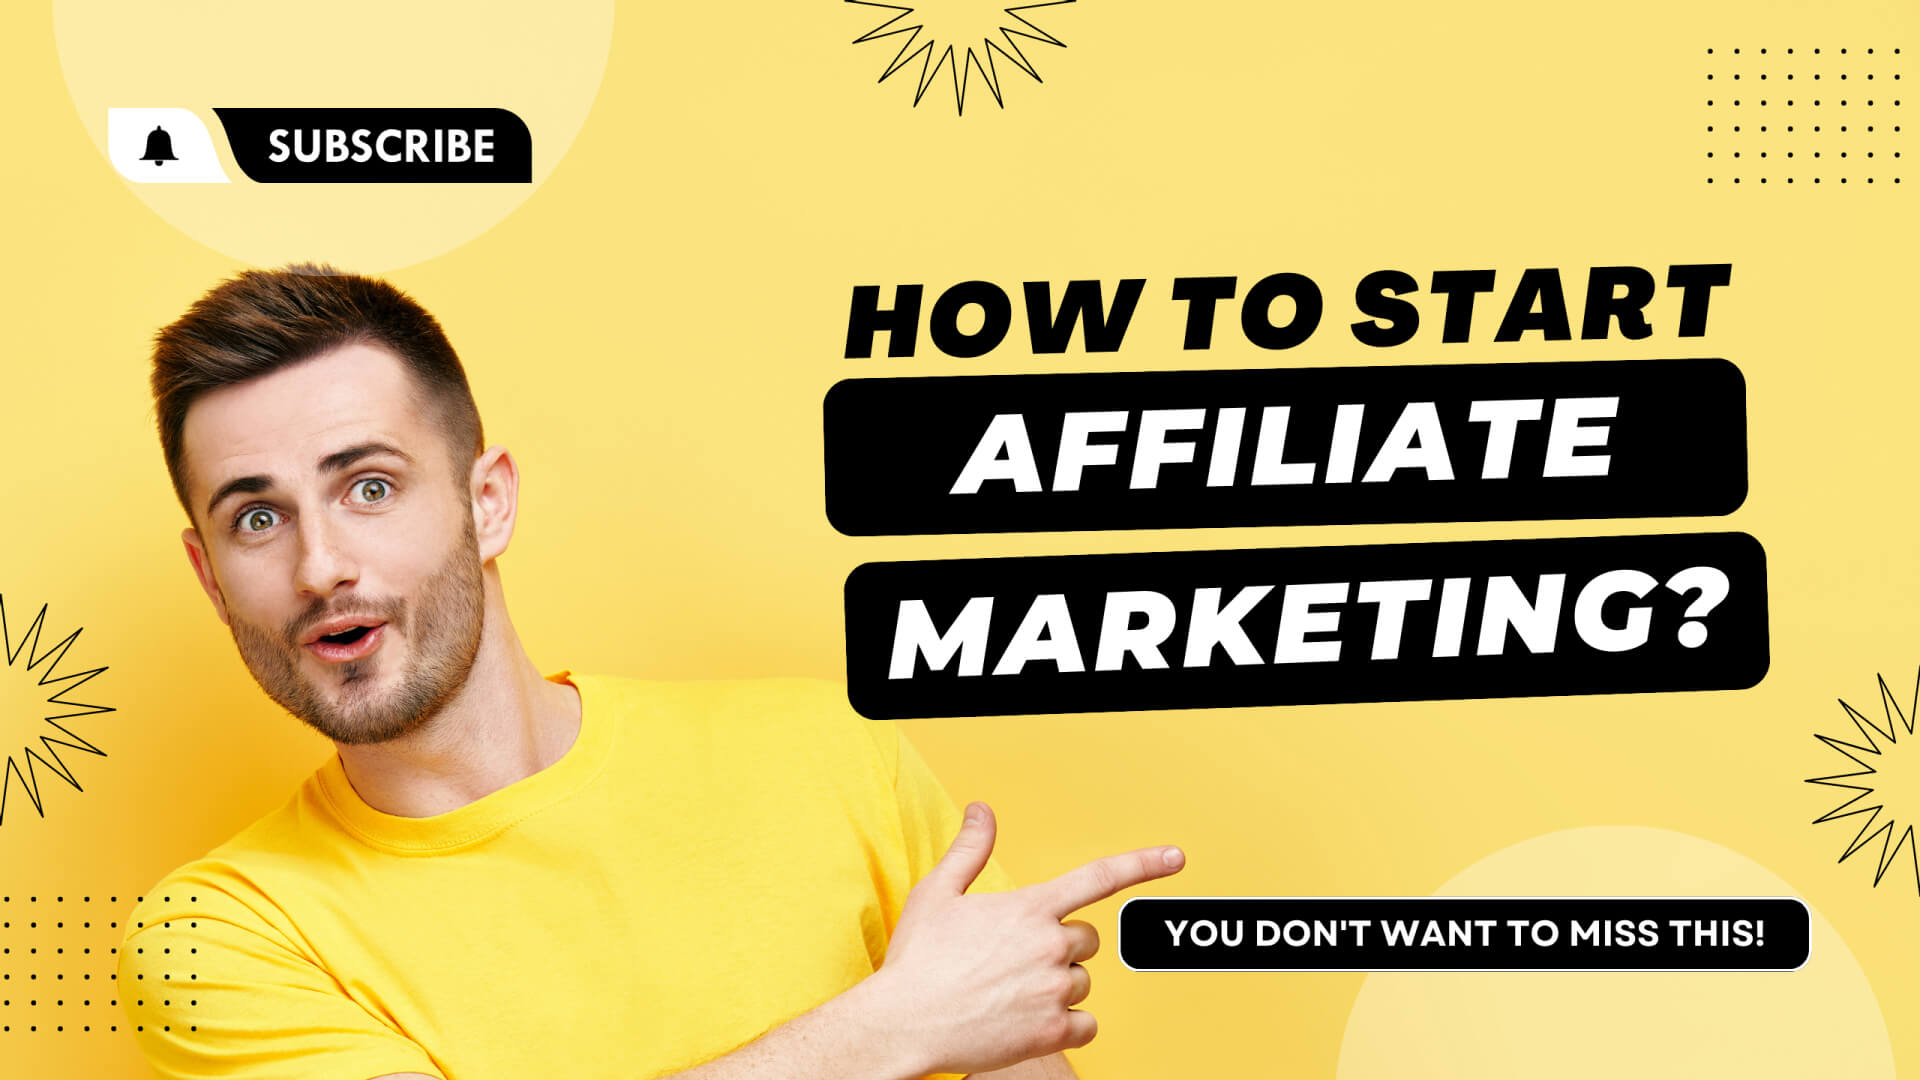 SUBSCRIBE
HOW TO START
AFFILIATE
MARKETING?
YOU DON'T WANT TO MISS THIS!